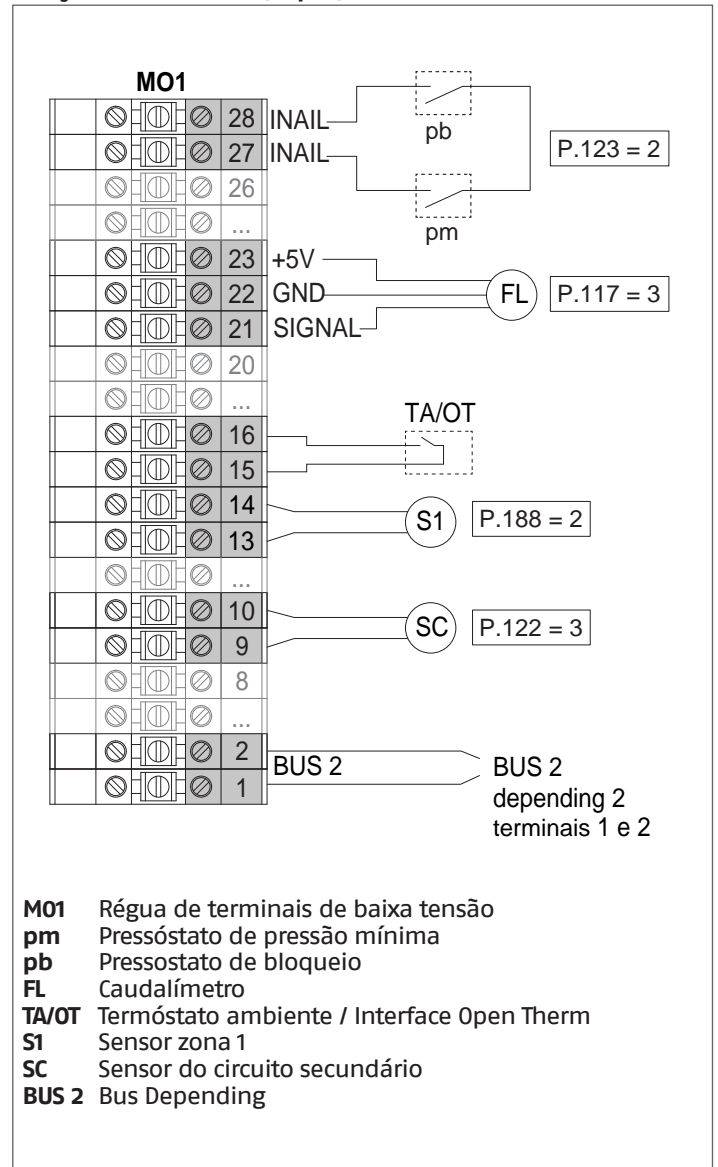 MO1
28 INAIL
pb
27 INAIL
P.123 = 2
26
pm
...
23 +5V
22 GND
FL
P.117 = 3
21 SIGNAL
20
...
TA/OT
16
15
14
S1
P.188 = 2
13
...
10
SC
P.122 = 3
9
8
...
2
BUS 2
BUS 2
1
depending 2
terminais 1 e 2
M01 Régua de terminais de baixa tensão
pm Pressóstato de pressão mínima
pb Pressostato de bloqueio
FL Caudalímetro
TA/OT Termóstato ambiente / Interface Open Therm
S1 Sensor zona 1
SC Sensor do circuito secundário
BUS 2 Bus Depending